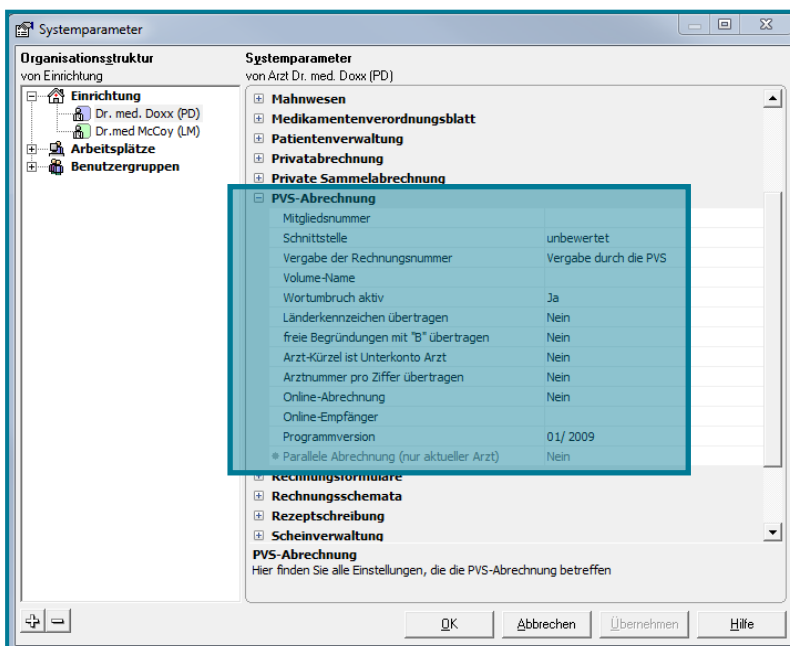 Systemparameter
Organisationsstruktur
von Einrichtung
Einrichtung
Dr. med. Doxx (PD)
Dr.med McCoy (LM)
Arbeitsplätze
Benutzergruppen
Systemparameter
von Arzt Dr. med. Doxx (PD)
Mahnwesen
Medikamentenverordnungsblatt
Patientenverwaltung
Privatabrechnung
Private Sammelabrechnung
PVS-Abrechnung
Mitgliedsnummer
Schnittstelle unbewertet
Vergabe der Rechnungsnummer Vergabe durch die PVS
Volume-Name
Wortumbruch aktiv Ja
Länderkennzeichen übertragen Nein
freie Begründungen mit "B" übertragen Nein
Arzt-Kürzel ist Unterkonto Arzt Nein
Arztnummer pro Ziffer übertragen Nein
Online-Abrechnung Nein
Online-Empfänger
Programmversion 01/ 2009
Parallele Abrechnung (nur aktueller Arzt) Nein
Rechnungsformulare
Rechnungsschemata
Rezeptschreibung
Scheinverwaltung
PVS-Abrechnung
Hier finden Sie alle Einstellungen, die die PVS-Abrechnung betreffen
OK Abbrechen Übernehmen Hilfe